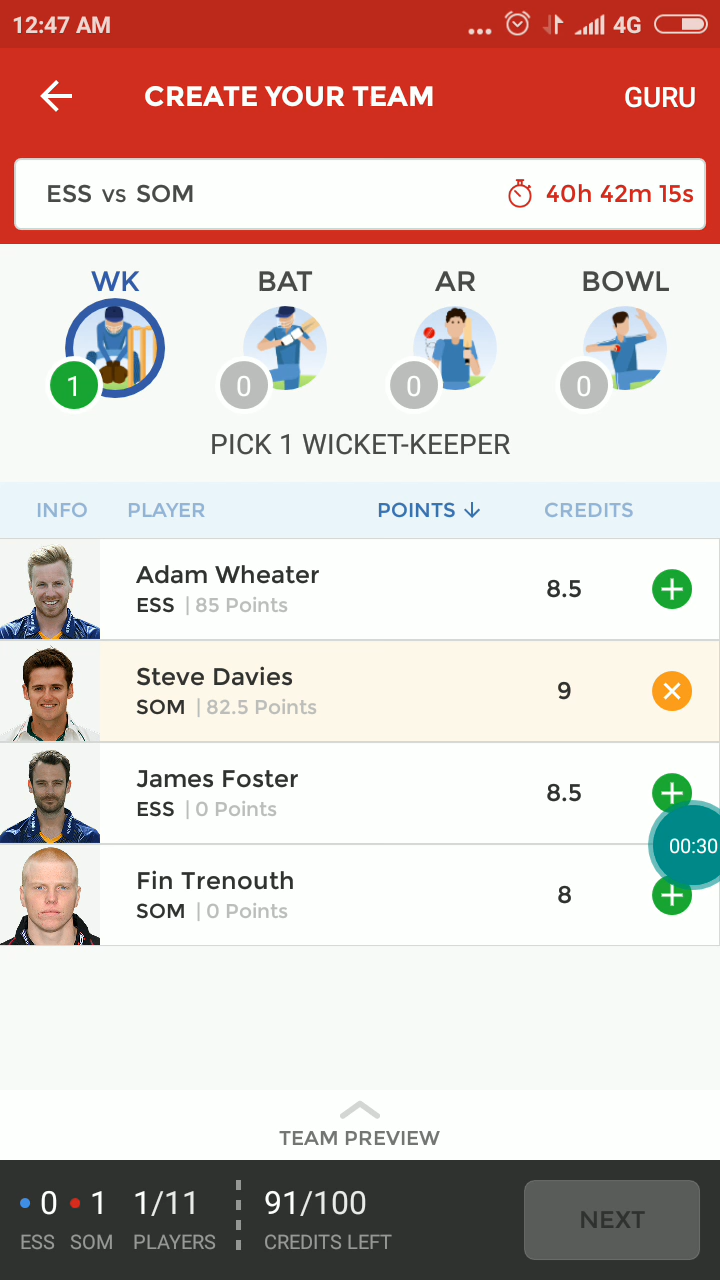 12:47 AM ... 4G
CREATE YOUR TEAM GURU
ESS vs SOM 40h 42m 15s
WK BAT AR BOWL
1 0 0 0
PICK 1 WICKET-KEEPER
INFO PLAYER POINTS CREDITS
Adam Wheater
ESS | 85 Points 8.5
Steve Davies
SOM | 82.5 Points 9
James Foster
ESS | 0 Points 8.5
00:30
Fin Trenouth
SOM | 0 Points 8
TEAM PREVIEW
0 1 1/11 91/100
ESS SOM PLAYERS CREDITS LEFT
NEXT